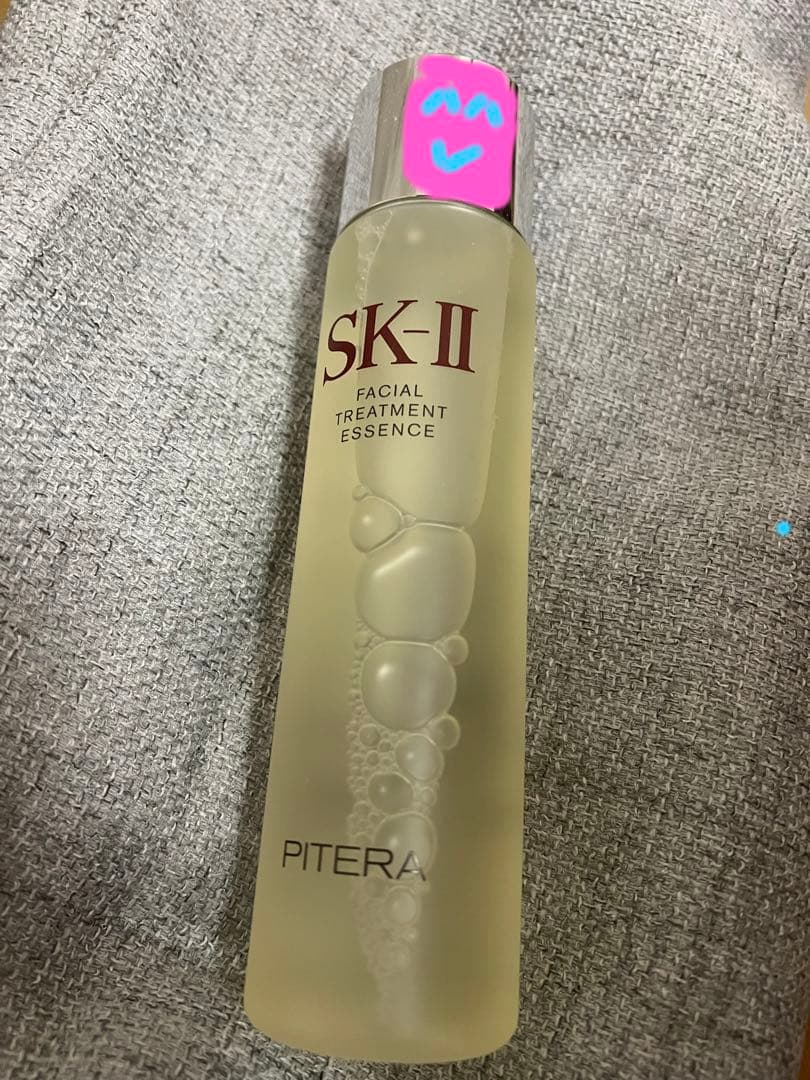 SK-II
FACIAL
TREATMENT
ESSENCE
PITERA